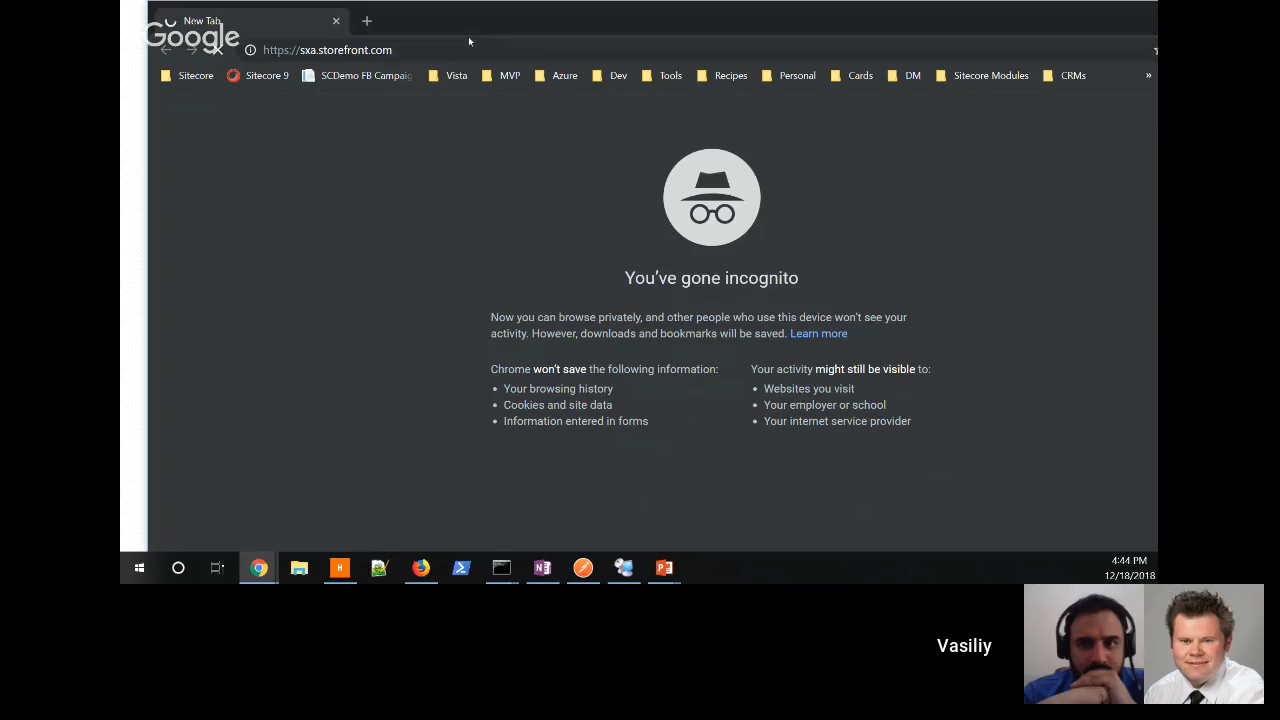 New Tab
Google
https://sxa.storefront.com
Sitecore
Sitecore 9
SCDemo FB Campaig
Vista
MVP
Azure
Dev
Tools
Recipes
Personal
Cards
DM
Sitecore Modules
CRMs
»
You've gone incognito
Now you can browse privately, and other people who use this device won't see your
activity. However, downloads and bookmarks will be saved. Learn more
Chrome won't save the following information:
• Your browsing history
• Cookies and site data
• Information entered in forms
Your activity might still be visible to:
• Websites you visit
• Your employer or school
• Your internet service provider
H
N
P
4:44 PM
12/18/2018
Vasiliy